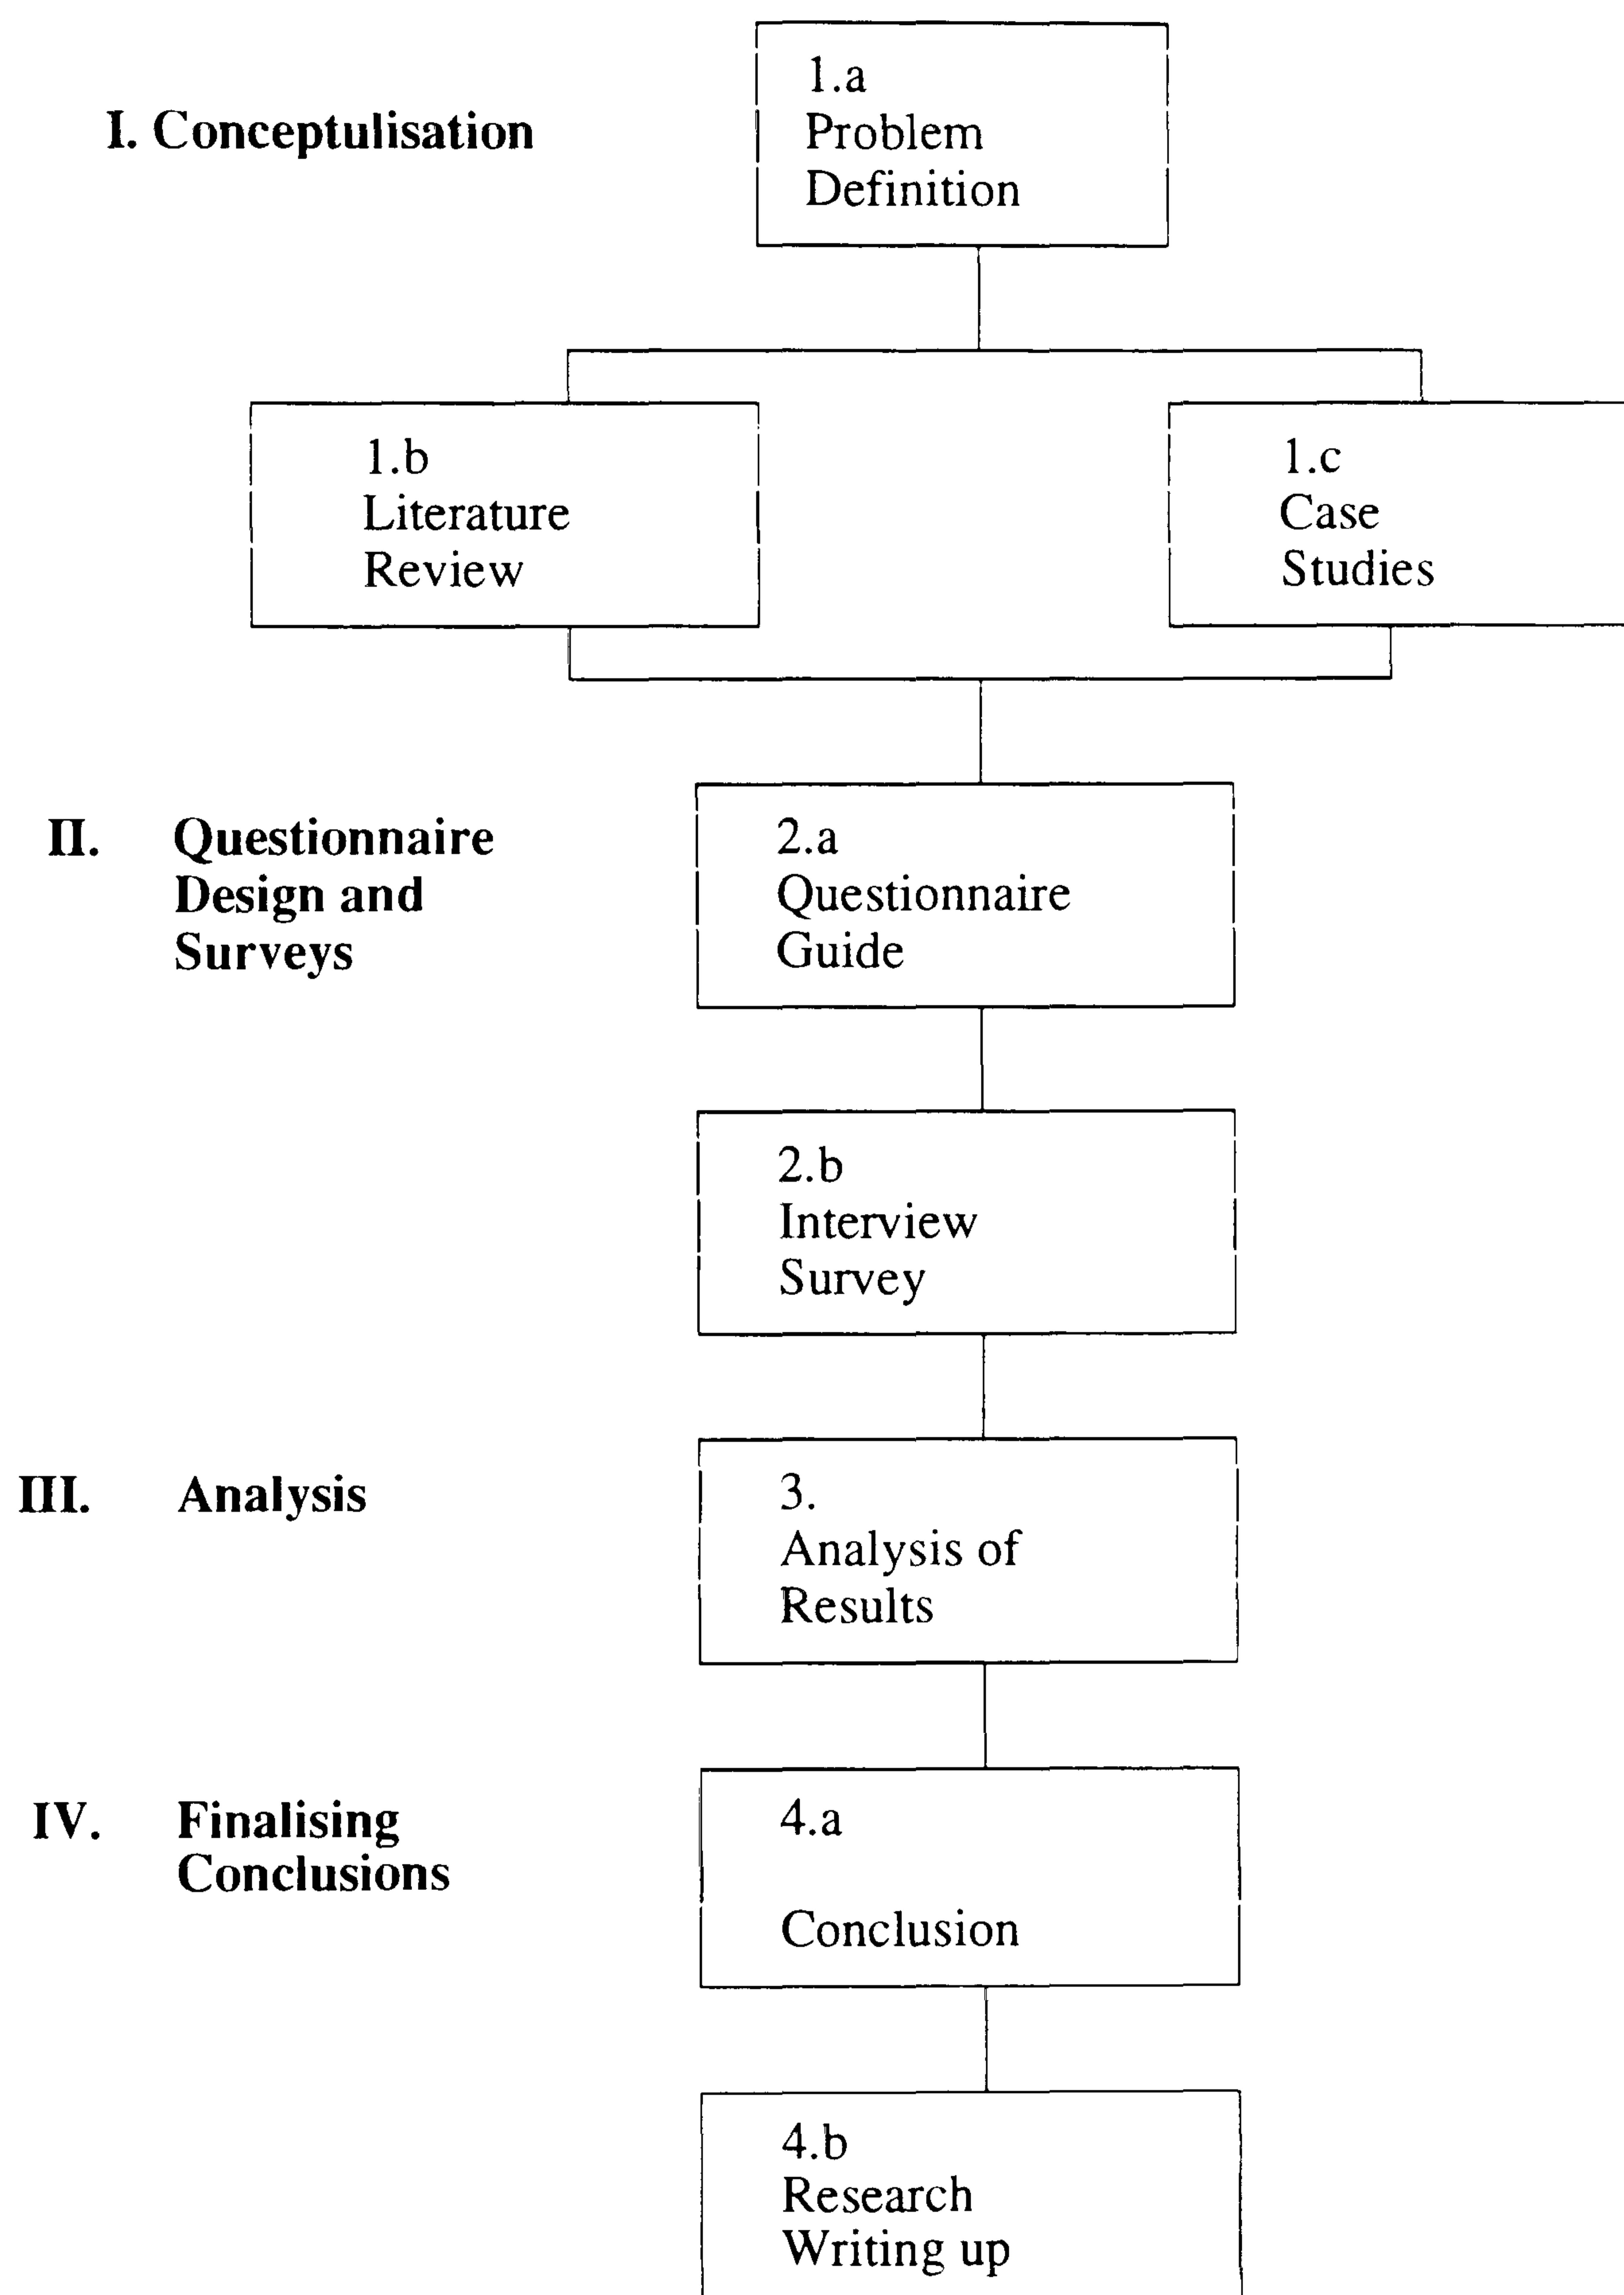 I. Conceptulisation
1.a
Problem
Definition
1.b
Literature
Review
1.c
Case
Studies
II. Questionnaire
Design and
Surveys
2.a
Questionnaire
Guide
2.b
Interview
Survey
III. Analysis
3.
Analysis of
Results
IV. Finalising
Conclusions
4.a
Conclusion
4.b
Research
Writing up